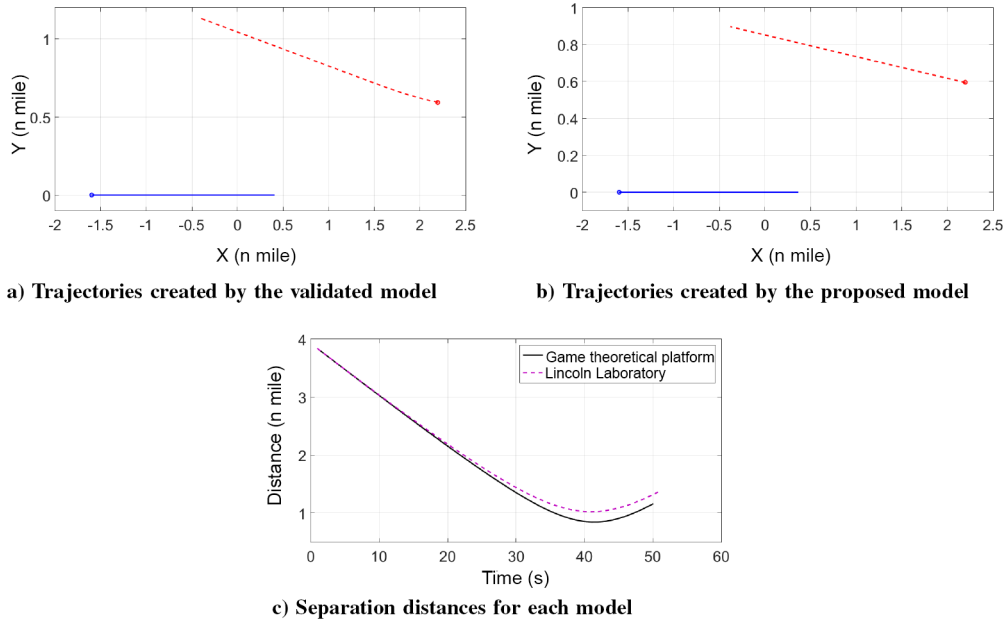 1
0.5
0
Y (n mile)
-2 -1.5 -1 -0.5 0 0.5 1 1.5 2 2.5
X (n mile)
a) Trajectories created by the validated model
1
0.8
0.6
0.4
0.2
0
Y (n mile)
-2 -1.5 -1 -0.5 0 0.5 1 1.5 2 2.5
X (n mile)
b) Trajectories created by the proposed model
4
3
2
1
Distance (n mile)
Game theoretical platform
Lincoln Laboratory
0 10 20 30 40 50 60
Time (s)
c) Separation distances for each model